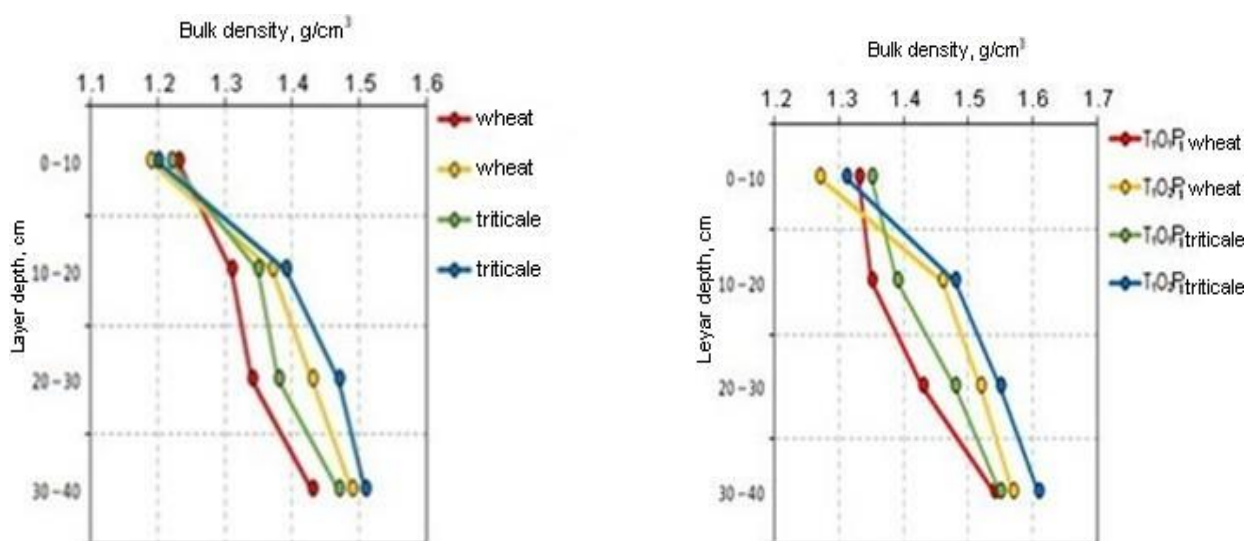 Bulk density, g/cm³
1.1 1.2 1.3 1.4 1.5 1.6
Layer depth, cm
0-10
10-20
20-30
30-40
wheat
wheat
triticale
triticale
Bulk density, g/cm³
1.2 1.3 1.4 1.5 1.6 1.7
Leyar depth, cm
0-10
10-20
20-30
30-40
wheat
wheat
triticale
triticale